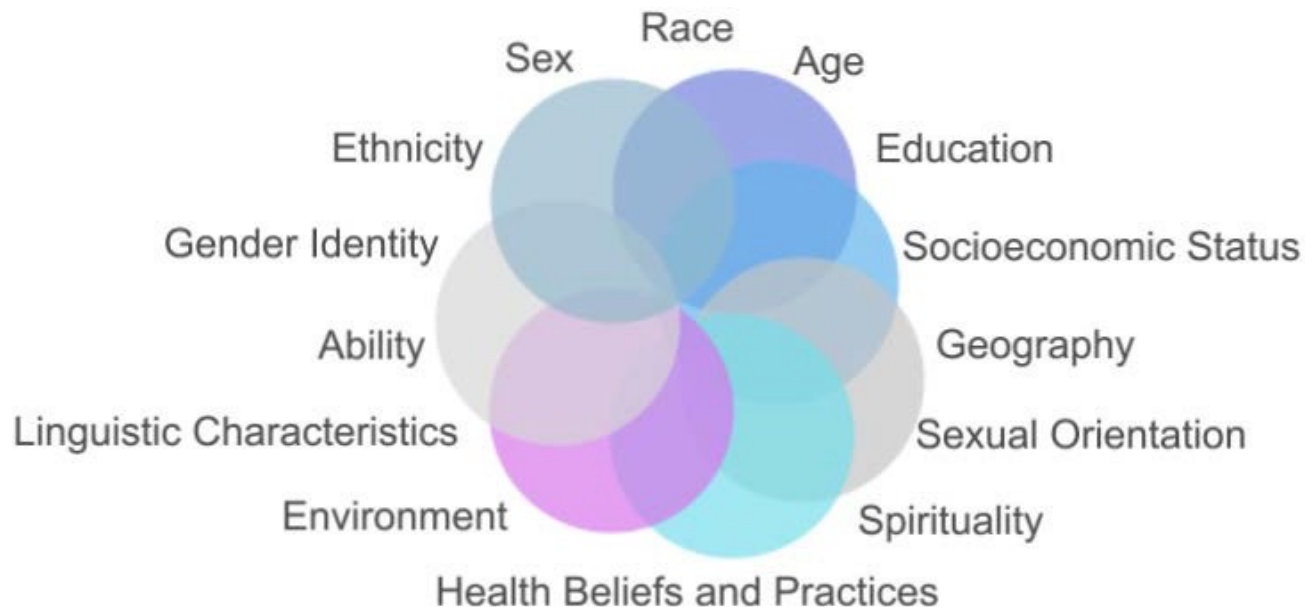 Race
Sex
Age
Ethnicity
Education
Gender Identity
Socioeconomic Status
Ability
Geography
Linguistic Characteristics
Sexual Orientation
Environment
Spirituality
Health Beliefs and Practices